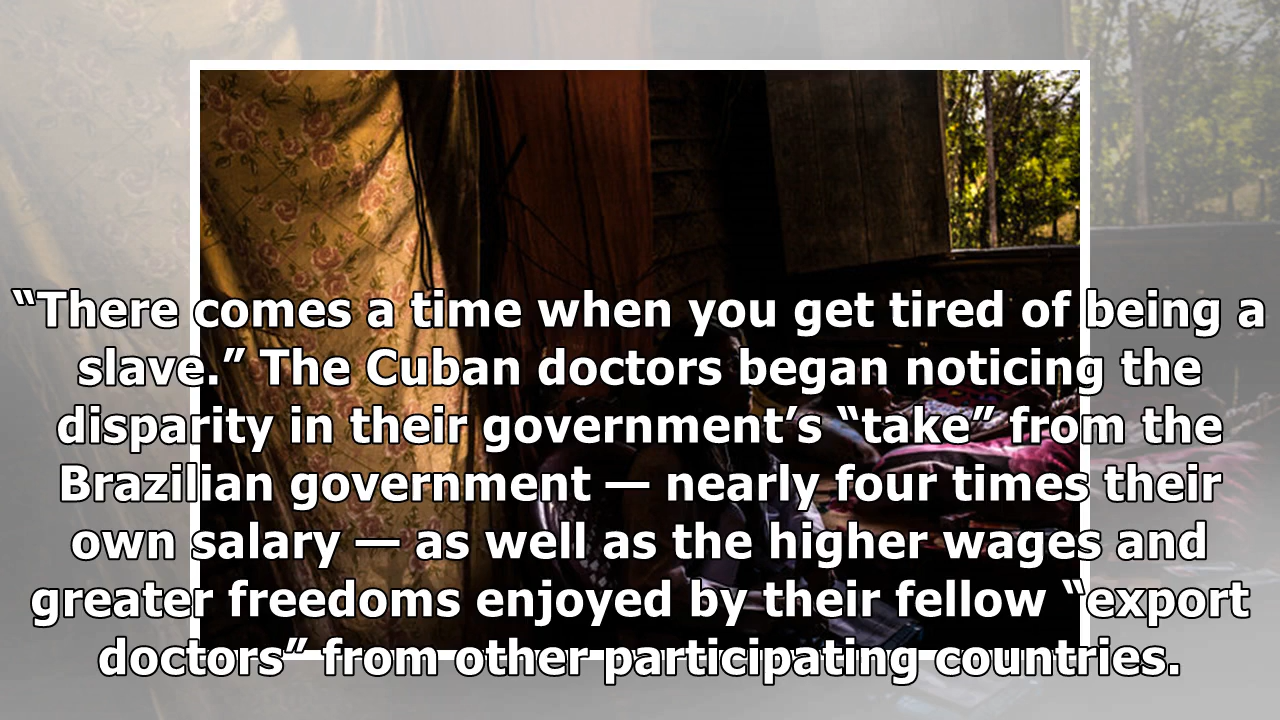 “There comes a time when you get tired of being a
slave.” The Cuban doctors began noticing the
disparity in their government’s “take” from the
Brazilian government — nearly four times their
own salary — as well as the higher wages and
greater freedoms enjoyed by their fellow “export
doctors” from other participating countries.